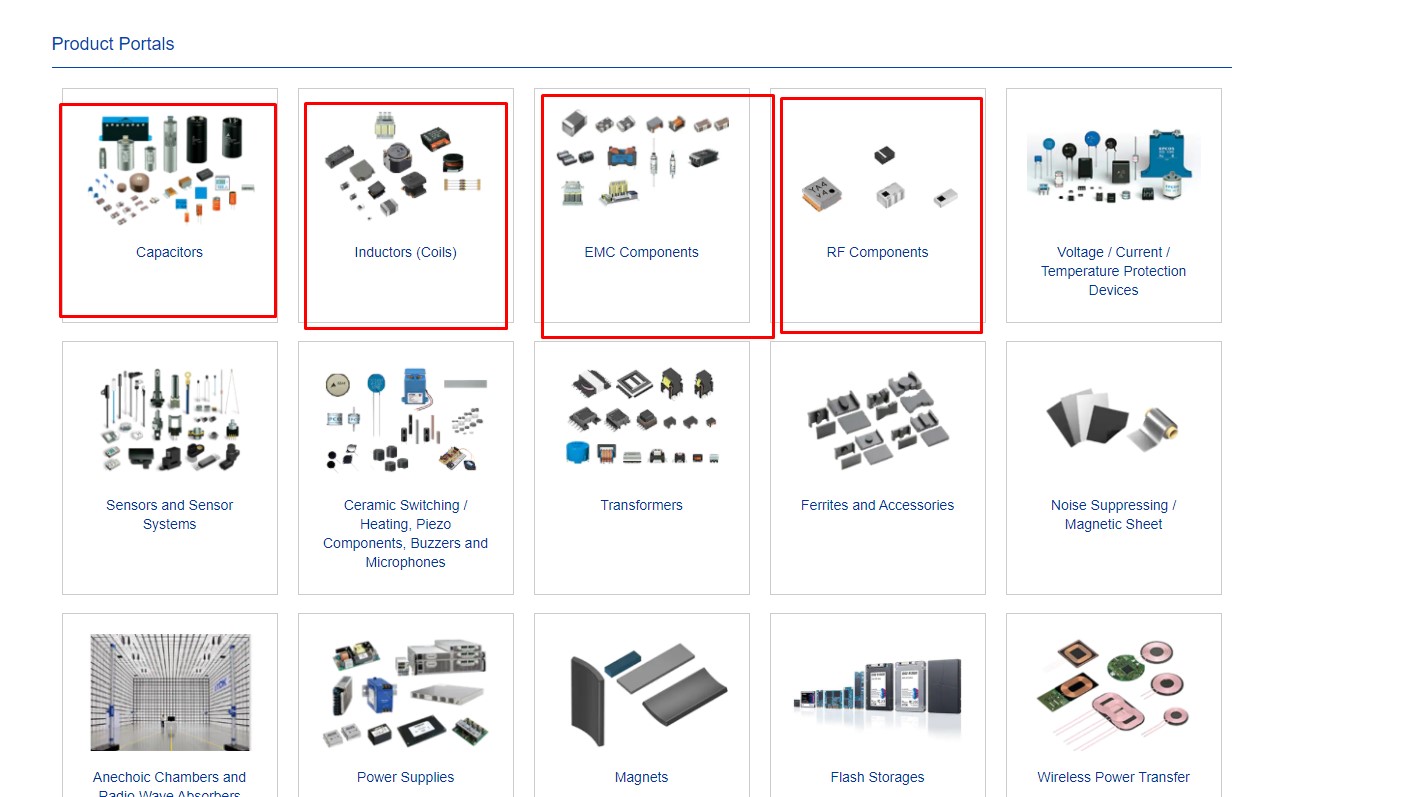 Product Portals
Capacitors
Inductors (Coils)
EMC Components
YA4
V4
RF Components
Voltage / Current /
Temperature Protection
Devices
Sensors and Sensor
Systems
Ceramic Switching /
Heating, Piezo
Components, Buzzers and
Microphones
Transformers
Ferrites and Accessories
Noise Suppressing /
Magnetic Sheet
Anechoic Chambers and
Radio Wave Absorbers
Power Supplies
Magnets
Flash Storages
Wireless Power Transfer